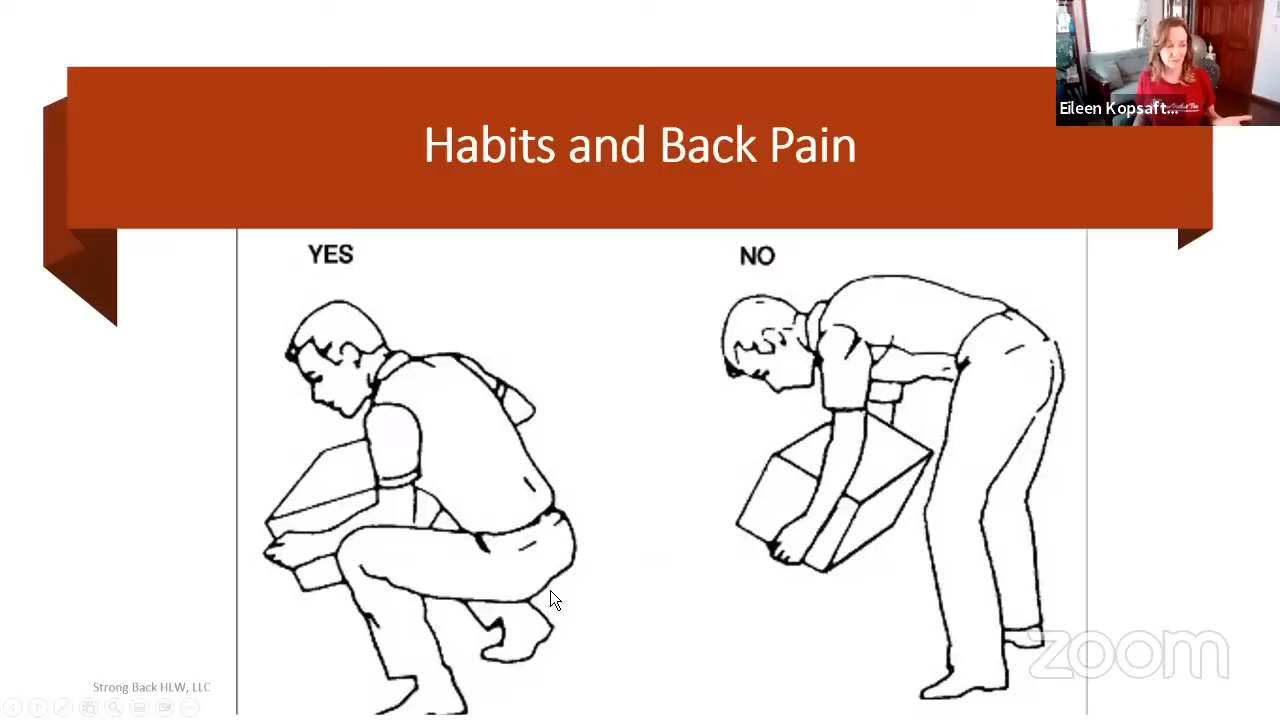 Eileen Kopsaft...
Habits and Back Pain
YES
NO
zoom
Strong Back HLW, LLC